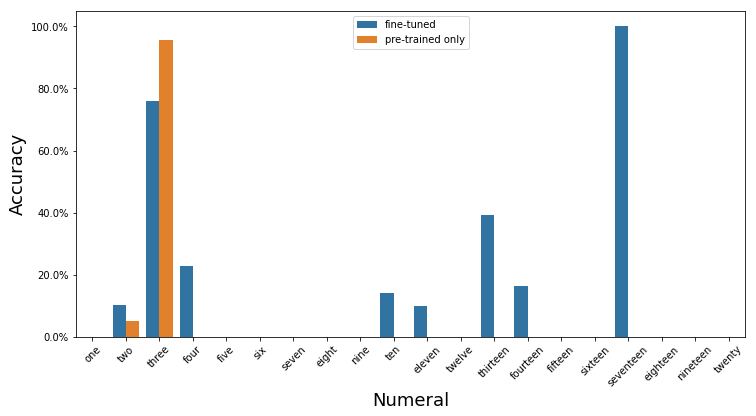 fine-tuned
pre-trained only
100.0%
80.0%
60.0%
40.0%
20.0%
0.0%
Accuracy
one two three four five six seven eight nine ten eleven twelve thirteen fourteen fifteen sixteen seventeen eighteen nineteen twenty
Numeral